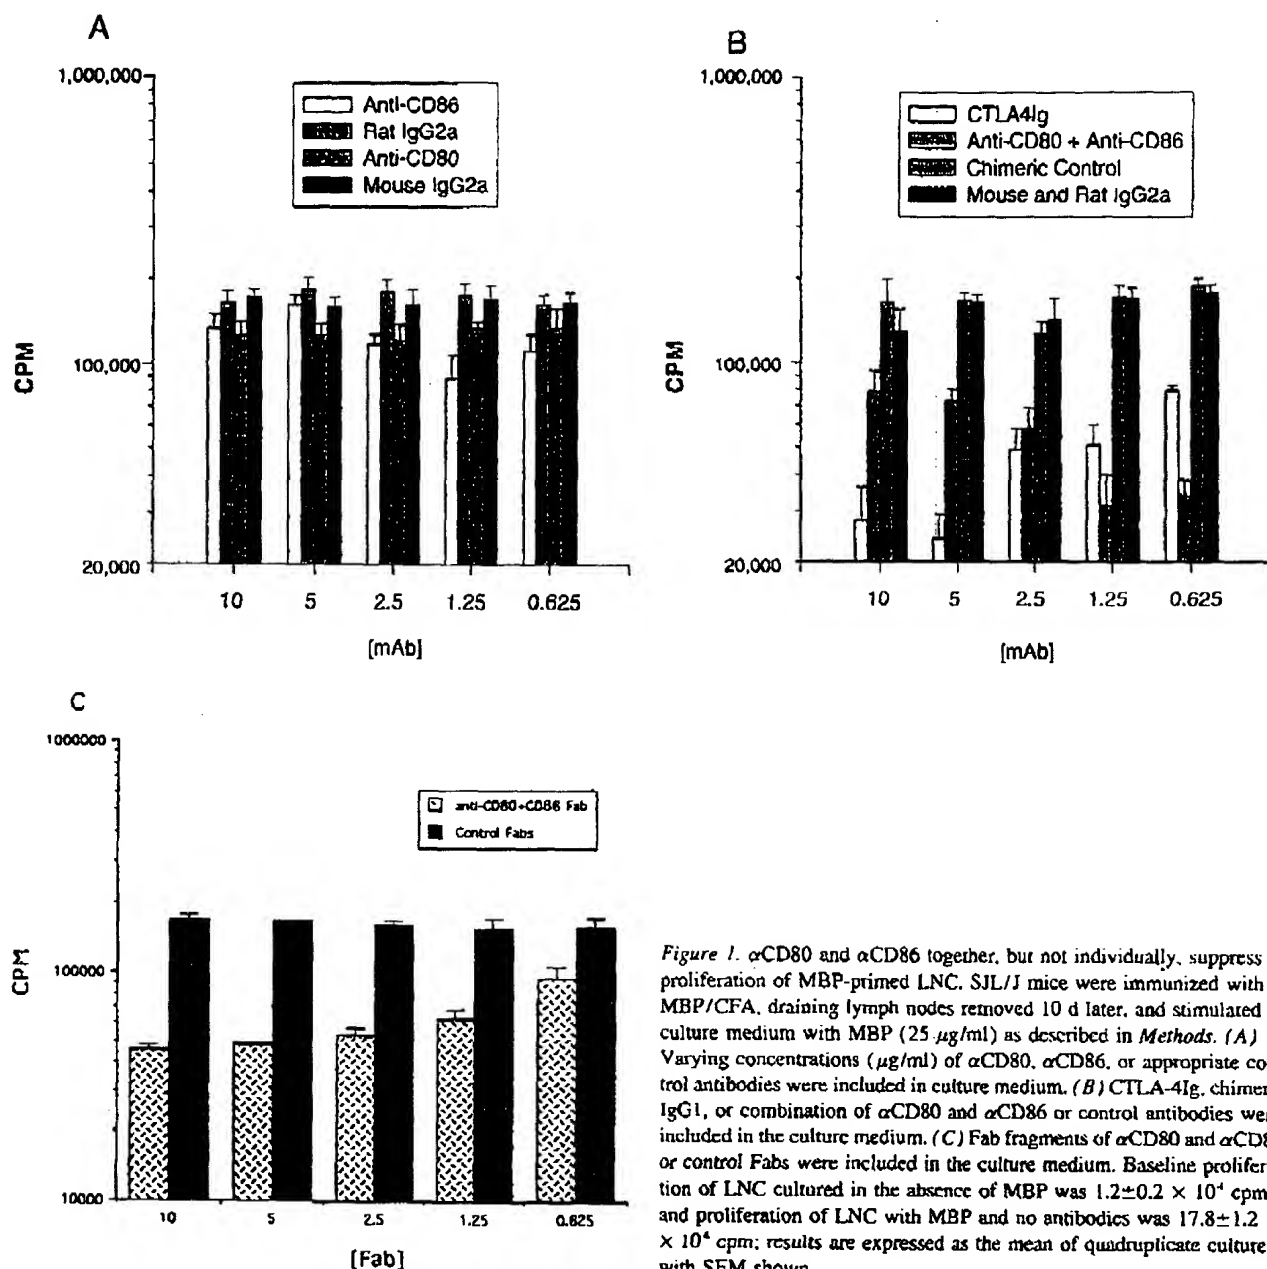 A
1,000,000
Anti-CD86
Rat IgG2a
Anti-CD80
Mouse IgG2a
CPM
100,000
20,000
10 5 2.5 1.25 0.625
[mAb]
B
1,000,000
CTLA4Ig
Anti-CD80 + Anti-CD86
Chimeric Control
Mouse and Rat IgG2a
CPM
100,000
20,000
10 5 2.5 1.25 0.625
[mAb]
C
1000000
anti-CD80+CD86 Fab
Control Fabs
CPM
100000
10000
10 5 2.5 1.25 0.625
[Fab]
Figure 1. αCD80 and αCD86 together, but not individually, suppress
proliferation of MBP-primed LNC. SJL/J mice were immunized with
MBP/CFA, draining lymph nodes removed 10 d later, and stimulated
culture medium with MBP (25 μg/ml) as described in Methods. (A)
Varying concentrations (μg/ml) of αCD80, αCD86, or appropriate co
trol antibodies were included in culture medium. (B) CTLA-4Ig, chimer
IgG1, or combination of αCD80 and αCD86 or control antibodies wer
included in the culture medium. (C) Fab fragments of αCD80 and αCD8
or control Fabs were included in the culture medium. Baseline prolifer
tion of LNC cultured in the absence of MBP was 1.2±0.2 × 10⁴ cpm
and proliferation of LNC with MBP and no antibodies was 17.8±1.2
× 10⁴ cpm; results are expressed as the mean of quadruplicate culture
with SEM shown